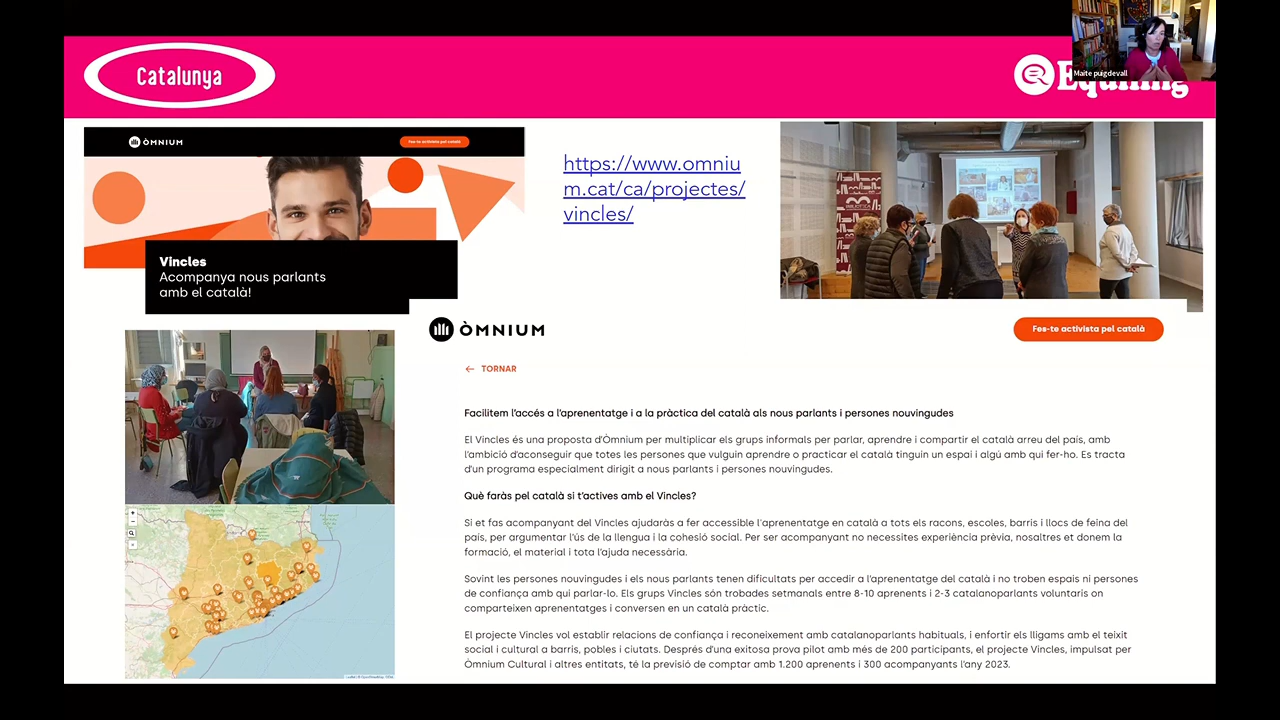 Catalunya
Maite puigdevall
Equiling
ÒMNIUM
Fes-te activista pel català
Vincles
Acompanya nous parlants
amb el català!
https://www.omniu
m.cat/ca/projectes/
vincles/
BIBLIOTECA
ÒMNIUM
Fes-te activista pel català
← TORNAR
Facilitem l'accés a l'aprenentatge i a la pràctica del català als nous parlants i persones nouvingudes
El Vincles és una proposta d'Òmnium per multiplicar els grups informals per parlar, aprendre i compartir el català arreu del país, amb
l'ambició d'aconseguir que totes les persones que vulguin aprendre o practicar el català tinguin un espai i algú amb qui fer-ho. Es tracta
d'un programa especialment dirigit a nous parlants i persones nouvingudes.
Què faràs pel català si t'actives amb el Vincles?
Si et fas acompanyant del Vincles ajudaràs a fer accessible l'aprenentatge en català a tots els racons, escoles, barris i llocs de feina del
país, per argumentar l'ús de la llengua i la cohesió social. Per ser acompanyant no necessites experiència prèvia, nosaltres et donem la
formació, el material i tota l'ajuda necessària.
Sovint les persones nouvingudes i els nous parlants tenen dificultats per accedir a l'aprenentatge del català i no troben espais ni persones
de confiança amb qui parlar-lo. Els grups Vincles són trobades setmanals entre 8-10 aprenents i 2-3 catalanoparlants voluntaris on
comparteixen aprenentatges i conversen en un català pràctic.
El projecte Vincles vol establir relacions de confiança i reconeixement amb catalanoparlants habituals, i enfortir els lligams amb el teixit
social i cultural a barris, pobles i ciutats. Després d'una exitosa prova pilot amb més de 200 participants, el projecte Vincles, impulsat per
Òmnium Cultural i altres entitats, té la previsió de comptar amb 1.200 aprenents i 300 acompanyants l'any 2023.